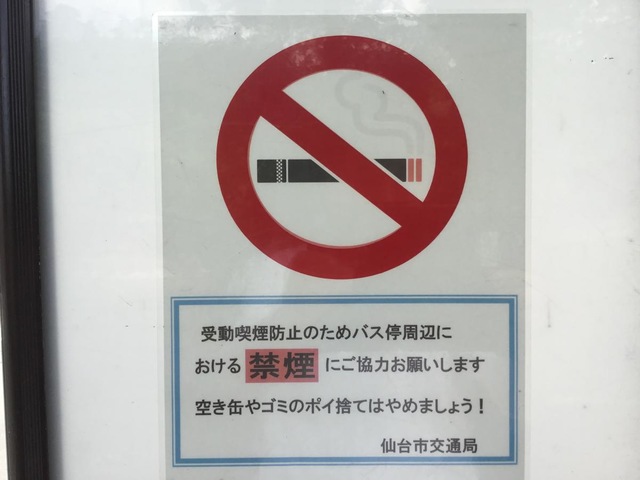 受動喫煙防止のためバス停周辺に
おける 禁煙 にご協力お願いします
空き缶やゴミのポイ捨てはやめましょう!
仙台市交通局